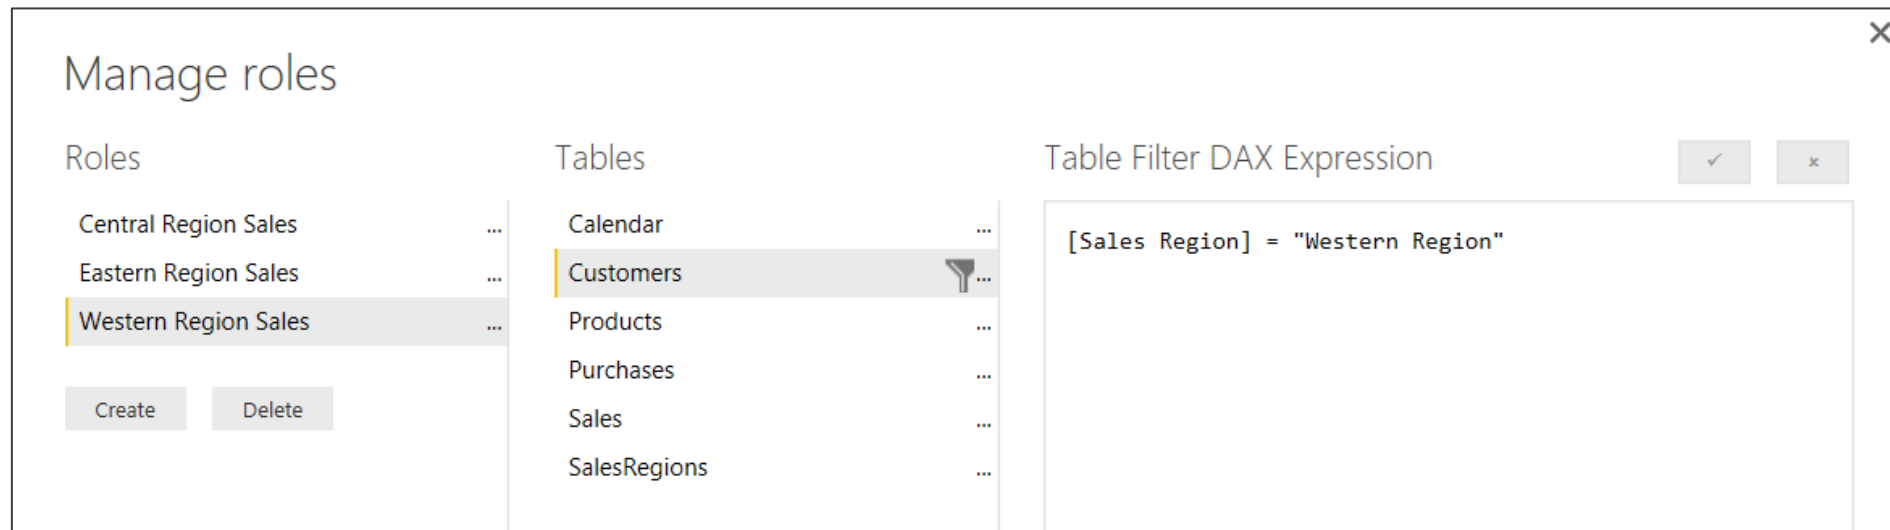 Manage roles
Roles
Central Region Sales ...
Eastern Region Sales ...
Western Region Sales ...
Create Delete
Tables
Calendar ...
Customers ...
Products ...
Purchases ...
Sales ...
SalesRegions ...
Table Filter DAX Expression
[Sales Region] = "Western Region"